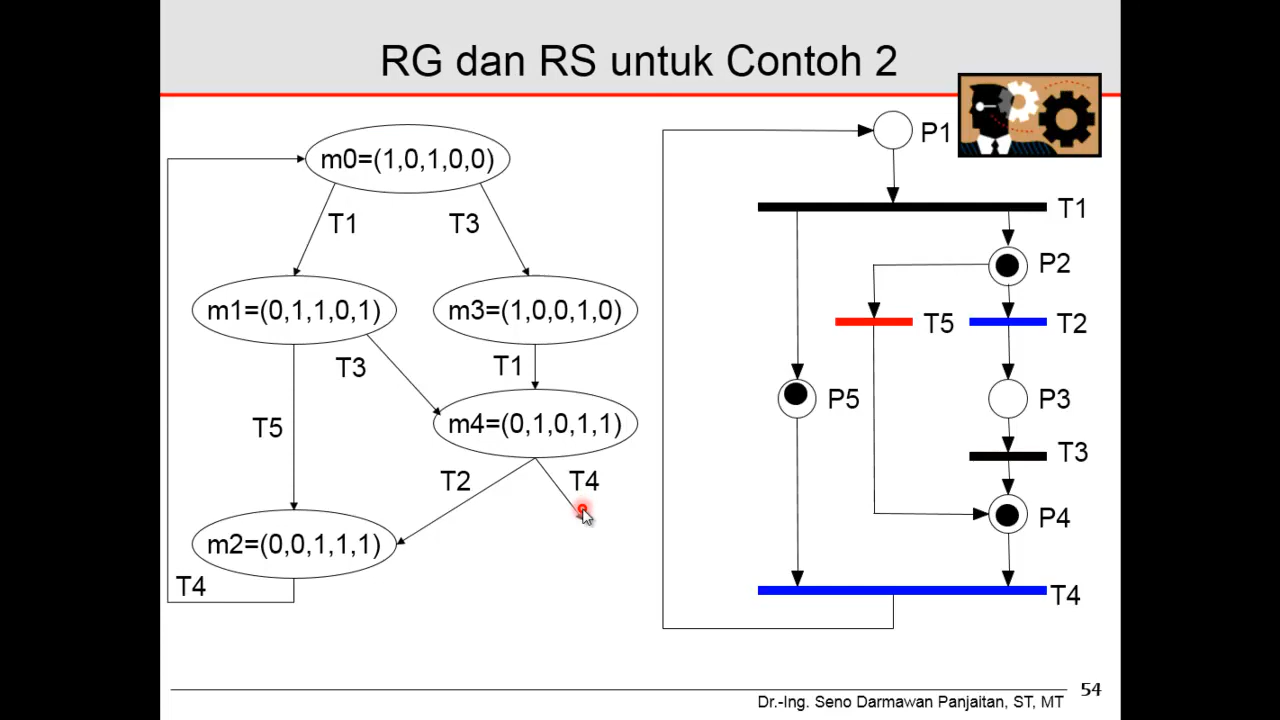 RG dan RS untuk Contoh 2
m0=(1,0,1,0,0)
T1
T3
m1=(0,1,1,0,1)
m3=(1,0,0,1,0)
T3
T1
T5
m4=(0,1,0,1,1)
T2
T4
m2=(0,0,1,1,1)
T4
P1
T1
P2
T5
T2
P5
P3
T3
P4
T4
54
Dr.-Ing. Seno Darmawan Panjaitan, ST, MT